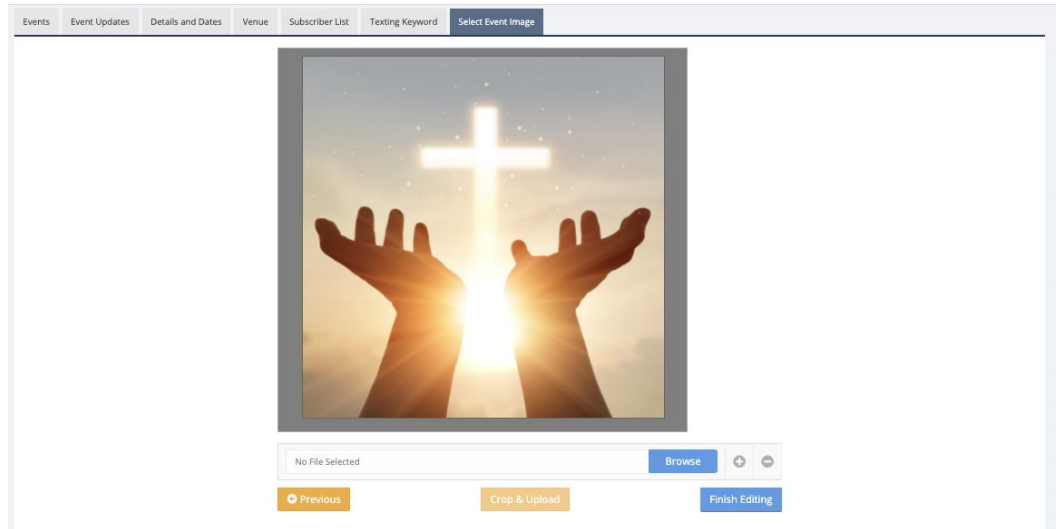 Events Event Updates Details and Dates Venue Subscriber List Texting Keyword Select Event Image
No File Selected Browse
Previous Crop & Upload Finish Editing